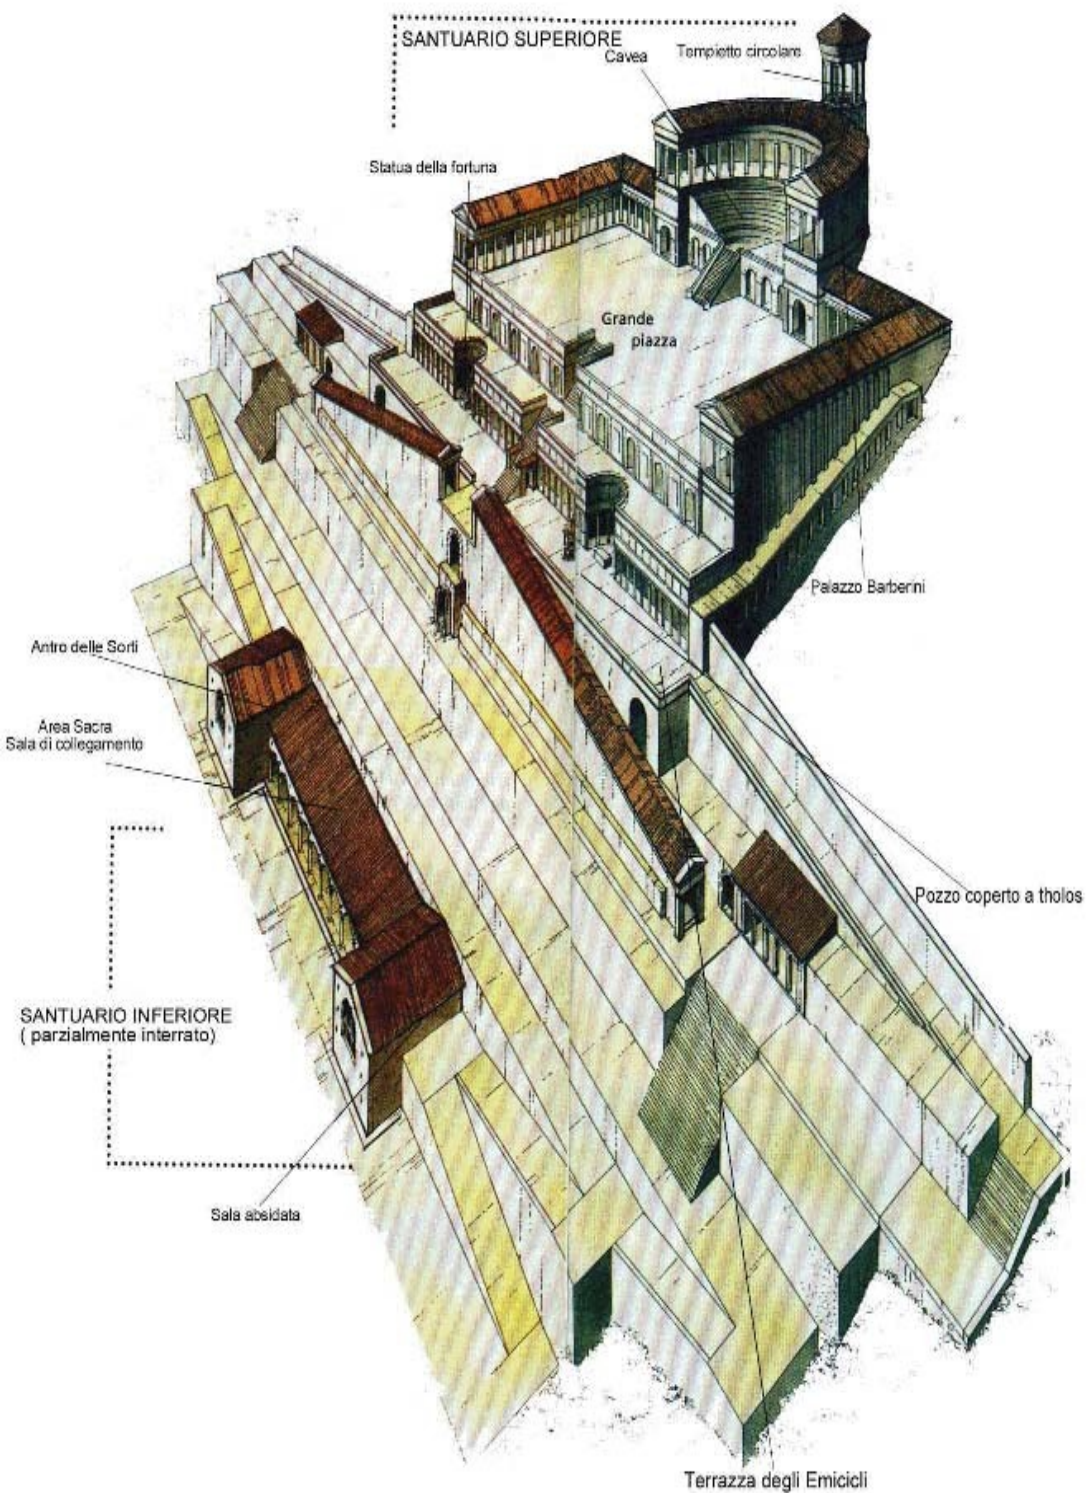 SANTUARIO SUPERIORE
Cavea
Tempietto circolare
Statua della fortuna
Grande
piazza
Palazzo Barberini
Antro delle Sorti
Area Sacra
Sala di collegamento
Pozzo coperto a tholos
SANTUARIO INFERIORE
( parzialmente interrato)
Sala absidata
Terrazza degli Emicicli